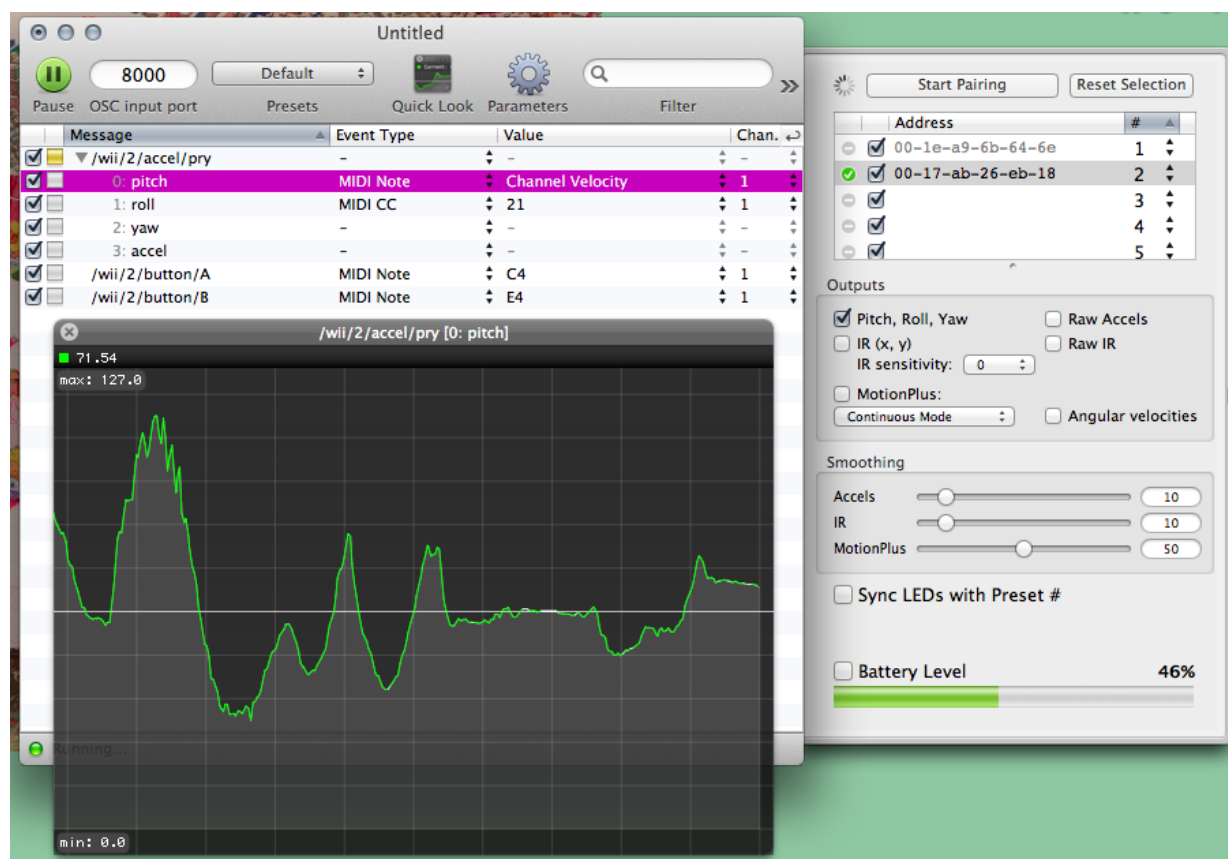 Untitled
8000
Default
Pause OSC input port Presets Quick Look Parameters Filter
Message Event Type Value Chan.
/wii/2/accel/pry – –  –
0: pitch MIDI Note Channel Velocity 1
1: roll MIDI CC 21 1
2: yaw – – –
3: accel – – –
/wii/2/button/A MIDI Note C4 1
/wii/2/button/B MIDI Note E4 1
/wii/2/accel/pry [0: pitch]
71.54
max: 127.0
min: 0.0
Running...
Start Pairing Reset Selection
Address #
00-1e-a9-6b-64-6e 1
00-17-ab-26-eb-18 2
3
4
5
Outputs
Pitch, Roll, Yaw Raw Accels
IR (x, y) Raw IR
IR sensitivity: 0
MotionPlus:
Continuous Mode Angular velocities
Smoothing
Accels 10
IR 10
MotionPlus 50
Sync LEDs with Preset #
Battery Level 46%